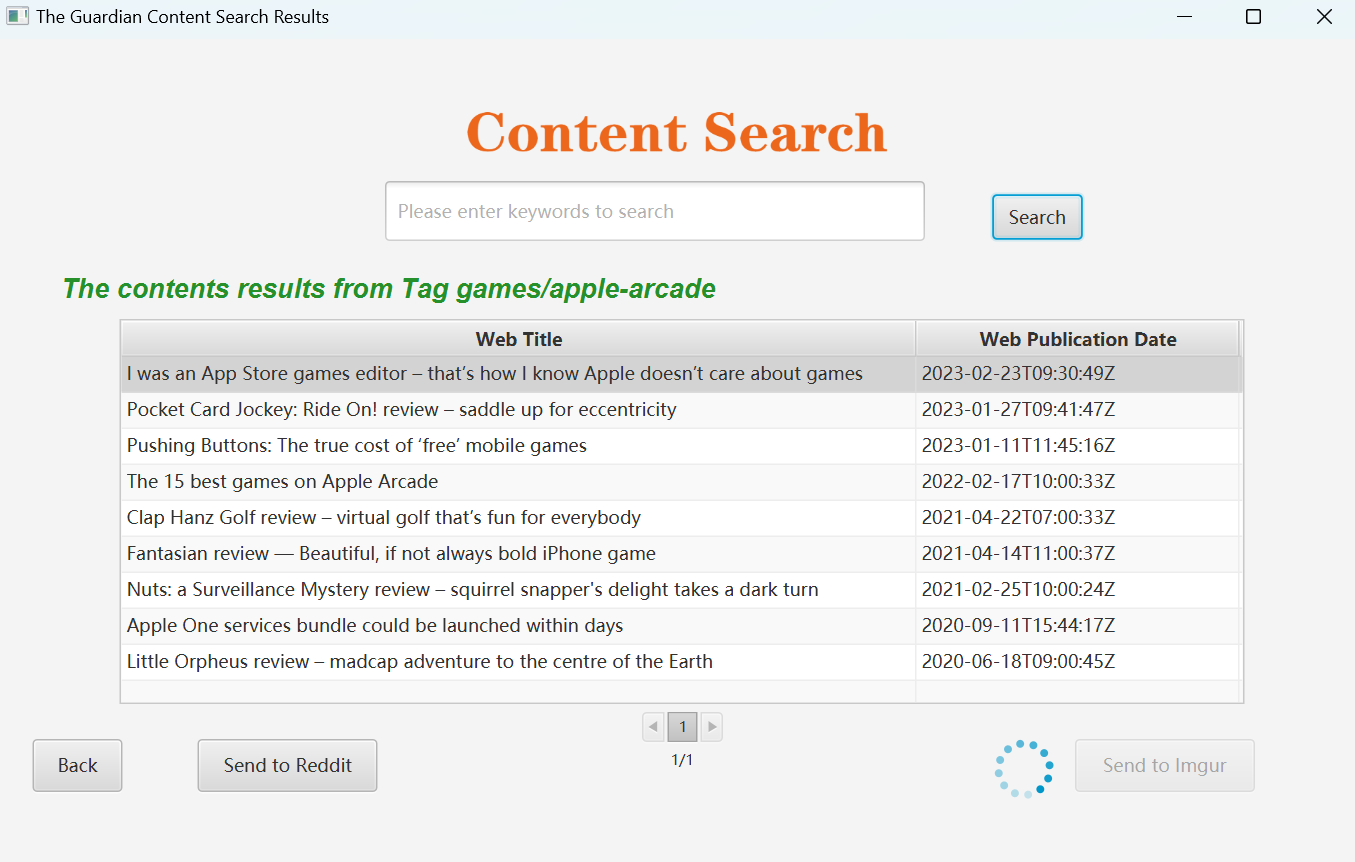 The Guardian Content Search Results
Content Search
Please enter keywords to search
Search
The contents results from Tag games/apple-arcade
Web Title Web Publication Date
I was an App Store games editor – that’s how I know Apple doesn’t care about games 2023-02-23T09:30:49Z
Pocket Card Jockey: Ride On! review – saddle up for eccentricity 2023-01-27T09:41:47Z
Pushing Buttons: The true cost of ‘free’ mobile games 2023-01-11T11:45:16Z
The 15 best games on Apple Arcade 2022-02-17T10:00:33Z
Clap Hanz Golf review – virtual golf that’s fun for everybody 2021-04-22T07:00:33Z
Fantasian review — Beautiful, if not always bold iPhone game 2021-04-14T11:00:37Z
Nuts: a Surveillance Mystery review – squirrel snapper's delight takes a dark turn 2021-02-25T10:00:24Z
Apple One services bundle could be launched within days 2020-09-11T15:44:17Z
Little Orpheus review – madcap adventure to the centre of the Earth 2020-06-18T09:00:45Z
1
1/1
Back Send to Reddit Send to Imgur